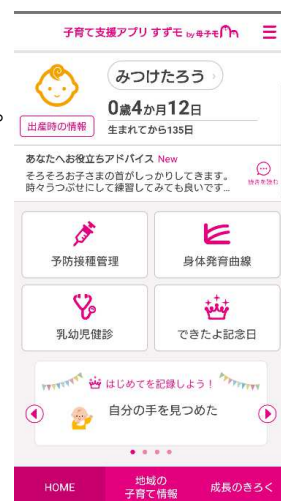 子育て支援アプリ すずモ by 母子モ
みつけたろう
0歳4か月12日
出産時の情報
生まれてから135日
あなたへお役立ちアドバイス New
そろそろお子さまの首がしっかりしてきます。
時々うつぶせにして練習してみても良いです...
続きを読む
予防接種管理
身体発育曲線
乳幼児健診
できたよ記念日
はじめてを記録しよう！
自分の手を見つめた
HOME
地域の
子育て情報
成長のきろく